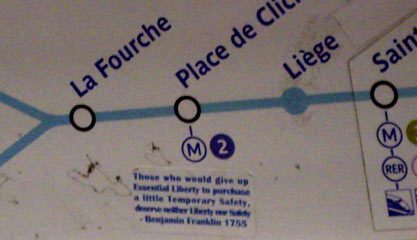 La Fourche
Place de Clic
Liège
Saint
M 2
M
RER
Those who would give up
Essential Liberty to purchase
a little Temporary Safety,
deserve neither Liberty nor Safety
- Benjamin Franklin 1755